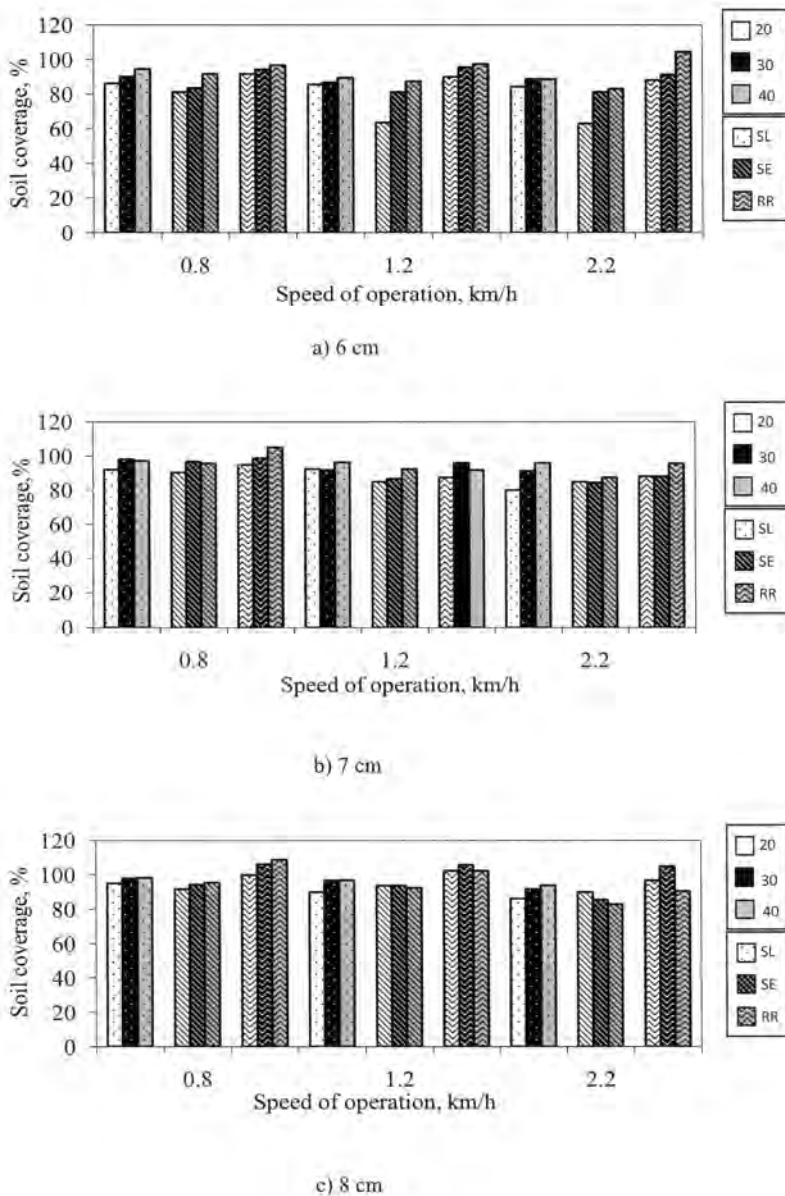 120
100
80
60
40
20
0
Soil coverage, %
0.8 1.2 2.2
Speed of operation, km/h
20
30
40
SL
SE
RR
a) 6 cm
120
100
80
60
40
20
0
Soil coverage,%
0.8 1.2 2.2
Speed of operation, km/h
20
30
40
SL
SE
RR
b) 7 cm
120
100
80
60
40
20
0
Soil coverage, %
0.8 1.2 2.2
Speed of operation, km/h
20
30
40
SL
SE
RR
c) 8 cm